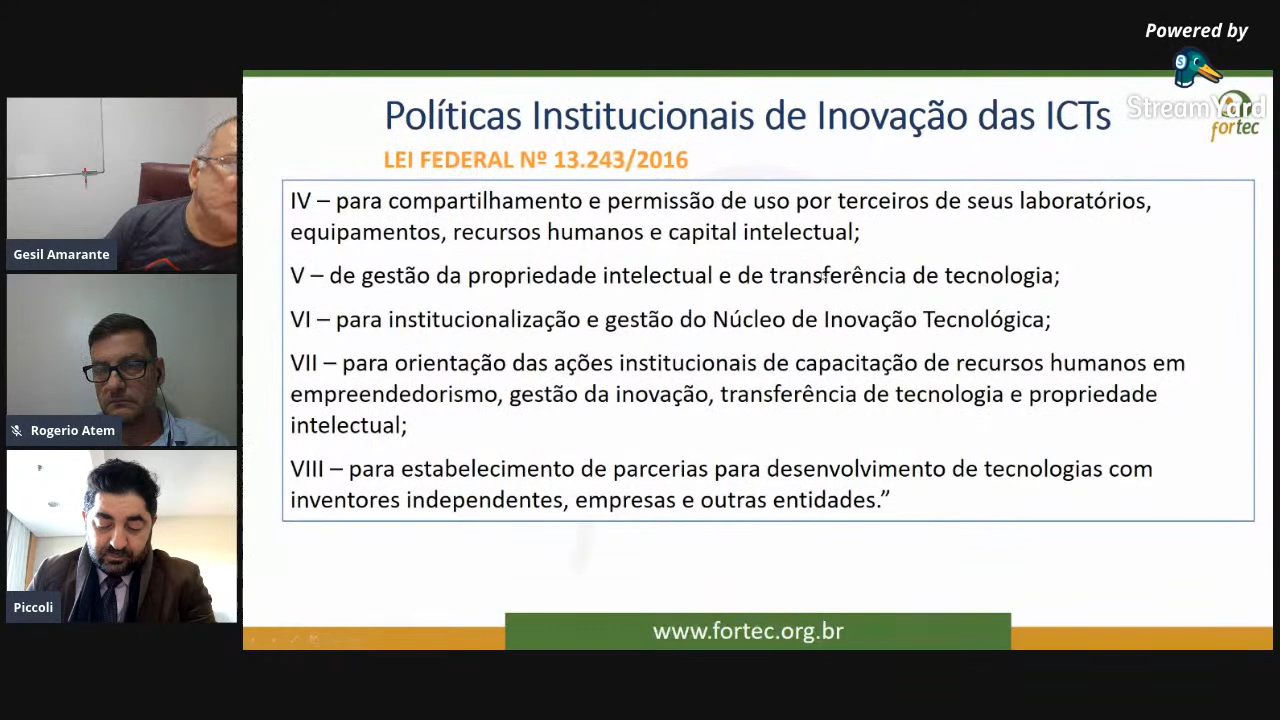 Powered by
StreamYard
fortec
Políticas Institucionais de Inovação das ICTs
LEI FEDERAL Nº 13.243/2016
IV – para compartilhamento e permissão de uso por terceiros de seus laboratórios,
equipamentos, recursos humanos e capital intelectual;
V – de gestão da propriedade intelectual e de transferência de tecnologia;
VI – para institucionalização e gestão do Núcleo de Inovação Tecnológica;
VII – para orientação das ações institucionais de capacitação de recursos humanos em
empreendedorismo, gestão da inovação, transferência de tecnologia e propriedade
intelectual;
VIII – para estabelecimento de parcerias para desenvolvimento de tecnologias com
inventores independentes, empresas e outras entidades.”
www.fortec.org.br
Gesil Amarante
Rogerio Atem
Piccoli